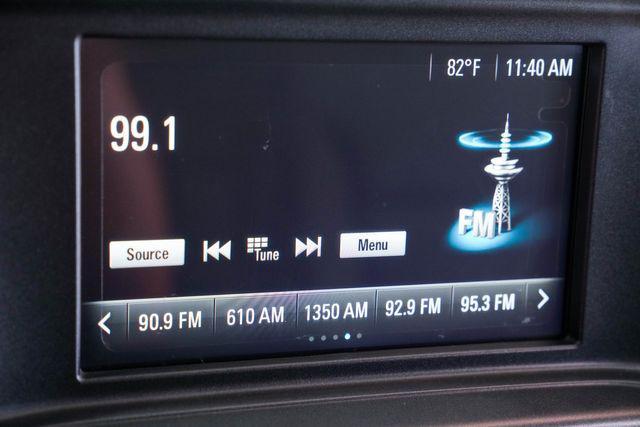 82°F 11:40 AM
99.1
FM
Source Tune Menu
90.9 FM 610 AM 1350 AM 92.9 FM 95.3 FM